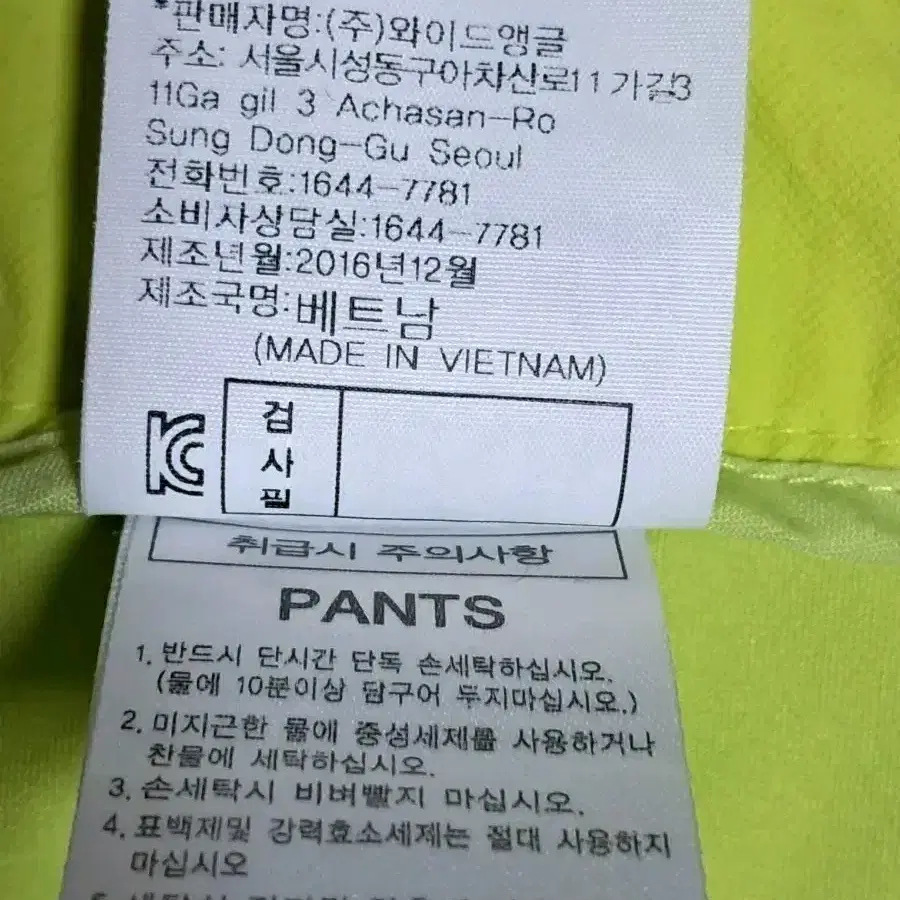 *판매자명:(주)와이드앵글
주소: 서울시성동구아차산로11가길3
11Ga gil 3 Achasan-Ro
Sung Dong-Gu Seoul
전화번호:1644-7781
소비자상담실:1644-7781
제조년월:2016년12월
제조국명:베트남
(MADE IN VIETNAM)
검
사
필
취급시 주의사항
PANTS
1. 반드시 단시간 단독 손세탁하십시오.
(물에 10분이상 담구어 두지마십시오.)
2. 미지근한 물에 중성세제를 사용하거나
찬물에 세탁하십시오.
3. 손세탁시 비벼빨지 마십시오.
4. 표백제및 강력효소세제는 절대 사용하지
마십시오